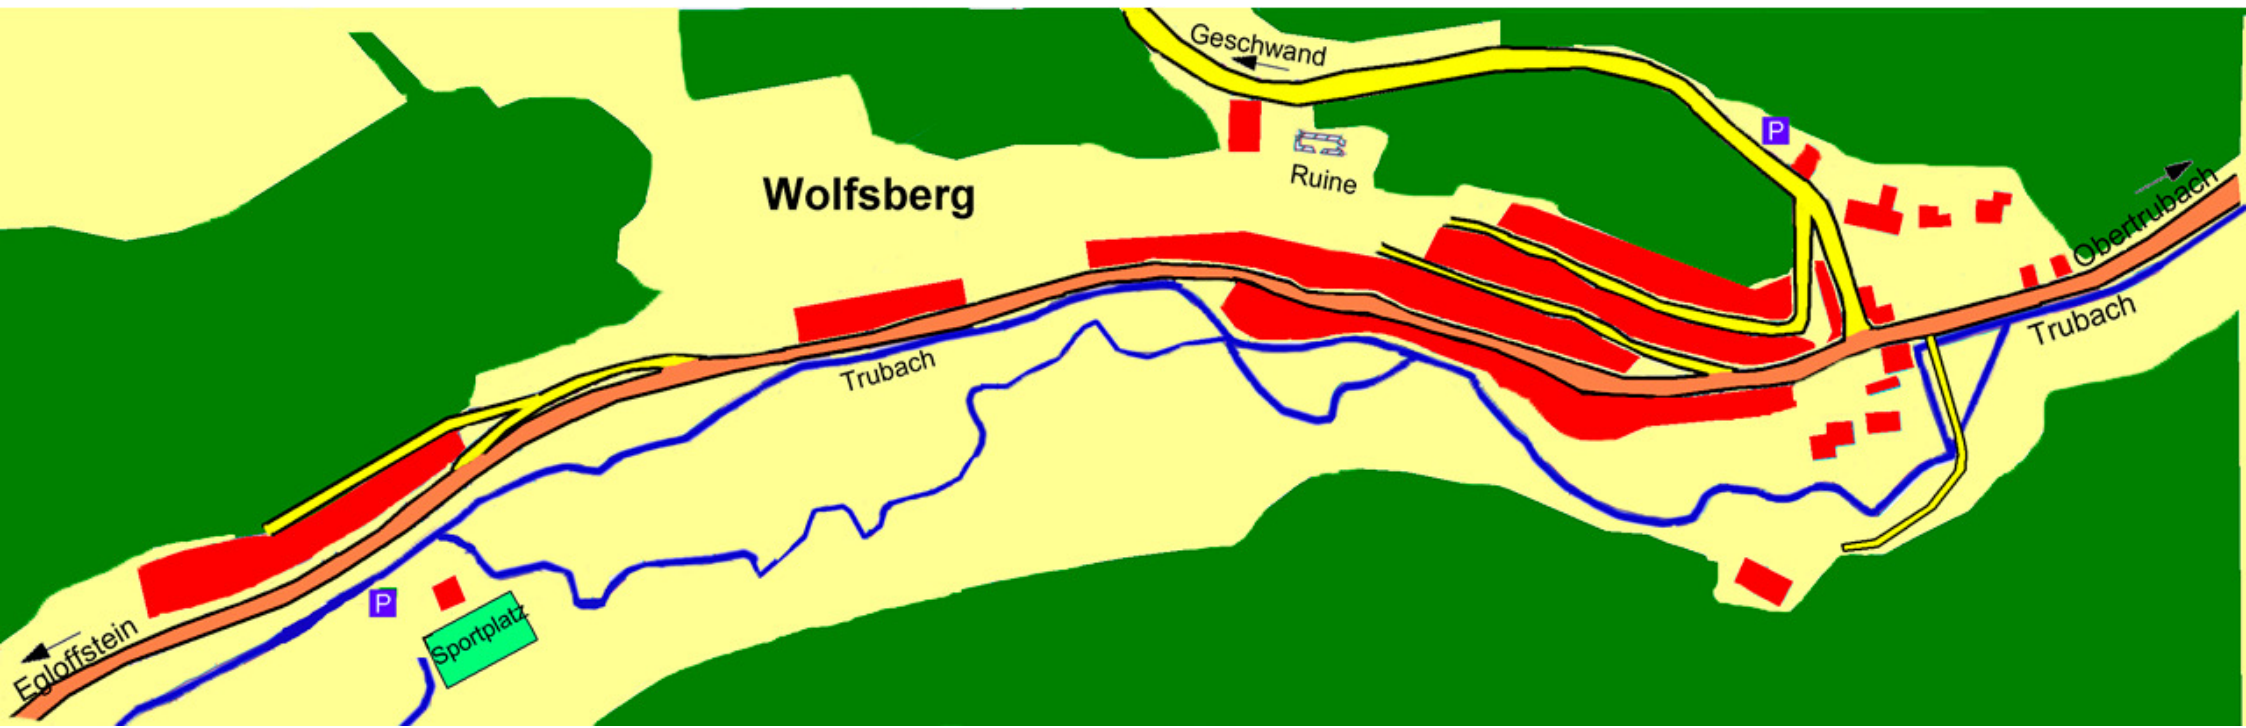 Geschwand
P
Ruine
Wolfsberg
Obertrubach
Trubach
Trubach
P
Sportplatz
Egloffstein